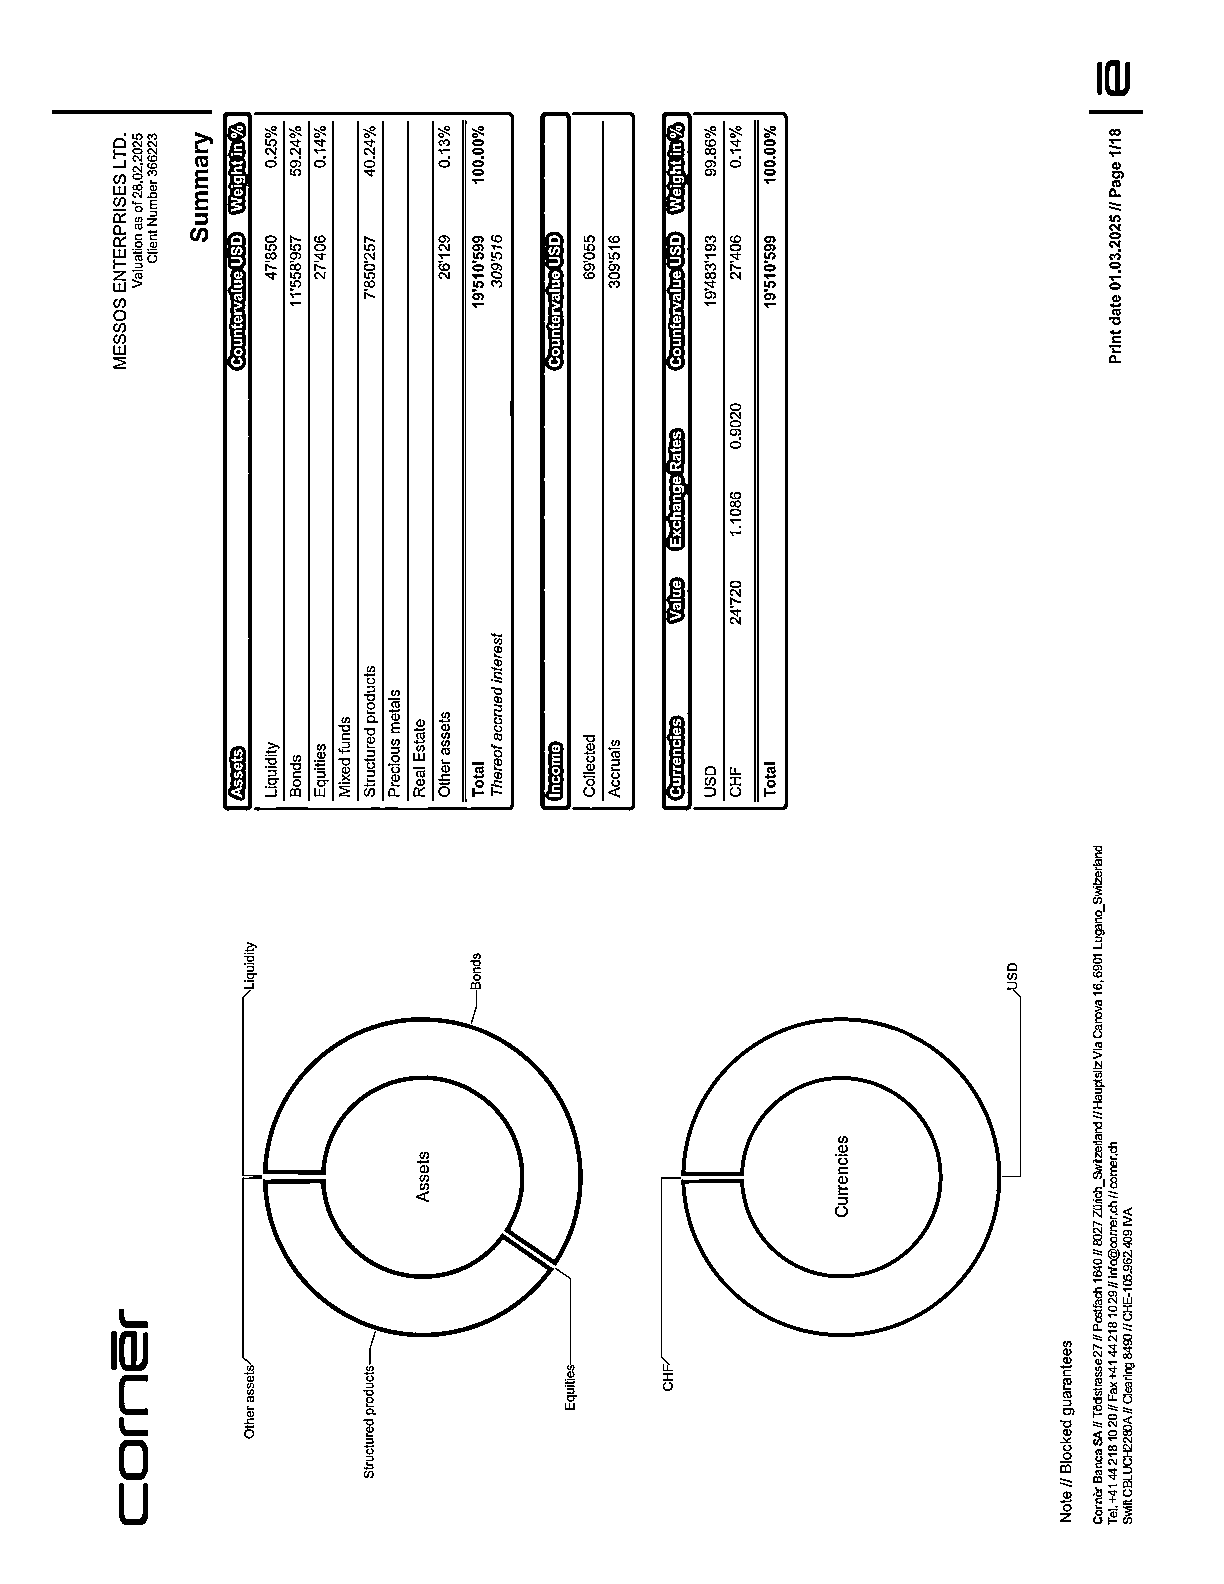 cornèr
MESSOS ENTERPRISES LTD.
Valuation as of 28.02.2025
Client Number 366223
Summary
Other assets
Liquidity
Structured products
Assets
Bonds
Equities
CHF
Currencies
USD
Assets Countervalue USD Weight in %
Liquidity 47'850 0.25%
Bonds 11'558'957 59.24%
Equities 27'406 0.14%
Mixed funds
Structured products 7'850'257 40.24%
Precious metals
Real Estate
Other assets 26'129 0.13%
Total 19'510'599 100.00%
Thereof accrued interest 309'516
Income Countervalue USD
Collected 69'055
Accruals 309'516
Currencies Value Exchange Rates Countervalue USD Weight in %
USD 19'483'193 99.86%
CHF 24'720 1.1086 0.9020 27'406 0.14%
Total 19'510'599 100.00%
Note // Blocked guarantees
Cornèr Banca SA // Tödistrasse 27 // Postfach 1640 // 8027 Zürich_Switzerland // Hauptsitz Via Canova 16, 6901 Lugano_Switzerland
Tel. +41 44 218 10 20 // Fax +41 44 218 10 29 // info@corner.ch // corner.ch
Swift CBLUCH2280A // Clearing 8490 // CHE-105.962.409 IVA
Print date 01.03.2025 // Page 1/18